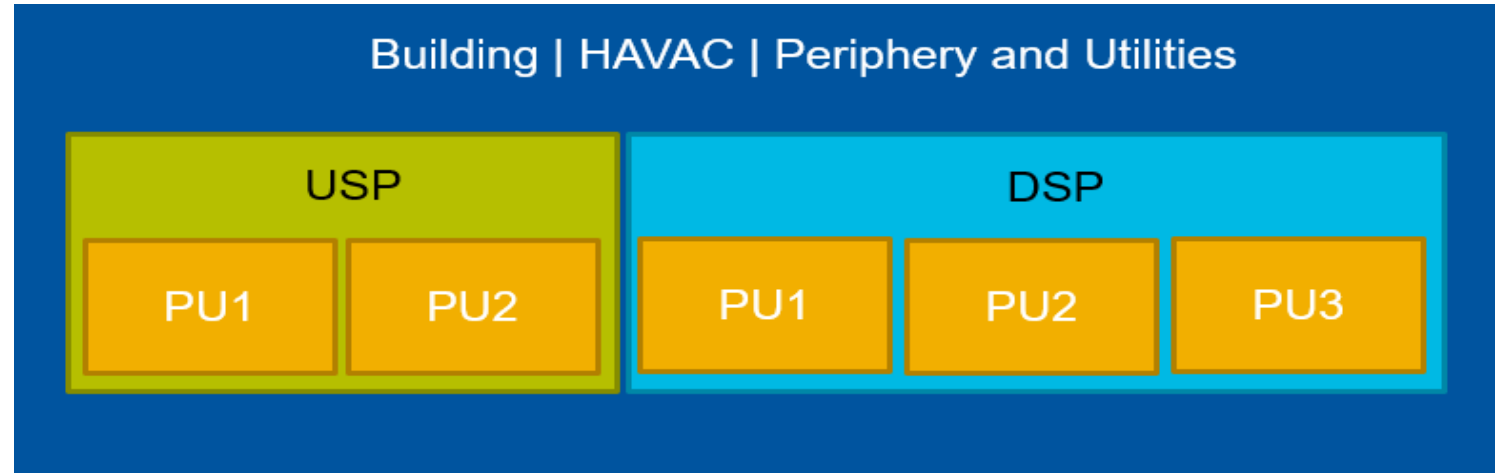 Building | HAVAC | Periphery and Utilities
USP
DSP
PU1
PU2
PU1
PU2
PU3